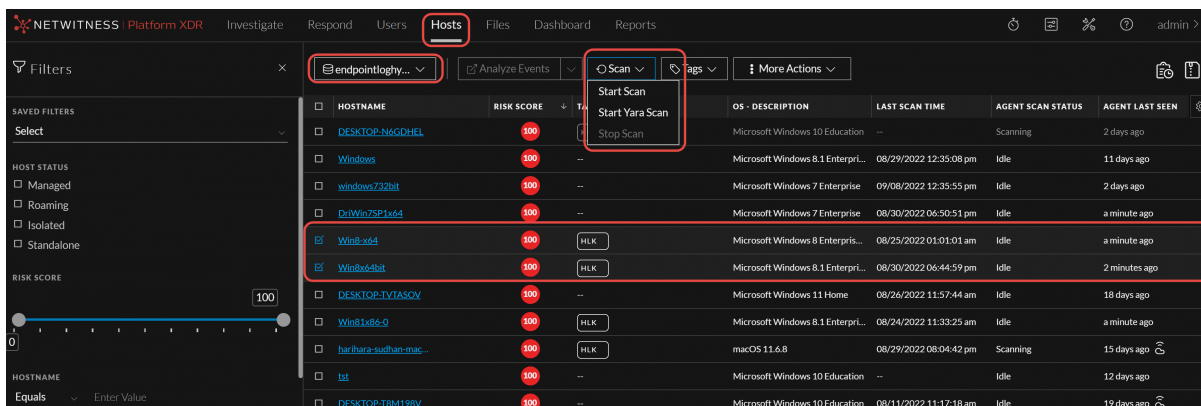 NETWITNESS Platform XDR Investigate Respond Users Hosts Files Dashboard Reports admin >
Filters
endpointloghy... Analyze Events Scan Tags More Actions
Start Scan
Start Yara Scan
Stop Scan
SAVED FILTERS
Select
HOST STATUS
Managed
Roaming
Isolated
Standalone
RISK SCORE
100
0
HOSTNAME
Equals Enter Value
HOSTNAME RISK SCORE OS - DESCRIPTION LAST SCAN TIME AGENT SCAN STATUS AGENT LAST SEEN
DESKTOP-N6GDHEL 100 Microsoft Windows 10 Education -- Scanning 2 days ago
Windows 100 -- Microsoft Windows 8.1 Enterpri... 08/29/2022 12:35:08 pm Idle 11 days ago
windows732bit 100 -- Microsoft Windows 7 Enterprise 09/08/2022 12:35:55 pm Idle 2 days ago
DriWin7SP1x64 100 -- Microsoft Windows 7 Enterprise 08/30/2022 06:50:51 pm Idle a minute ago
Win8-x64 100 HLK Microsoft Windows 8 Enterpris... 08/25/2022 01:01:01 am Idle a minute ago
Win8x64bit 100 HLK Microsoft Windows 8.1 Enterpri... 08/30/2022 06:44:59 pm Idle 2 minutes ago
DESKTOP-TVTASOV 100 -- Microsoft Windows 11 Home 08/26/2022 11:57:44 am Idle 18 days ago
Win81x86-0 100 HLK Microsoft Windows 8.1 Enterpri... 08/24/2022 11:33:25 am Idle a minute ago
harihara-sudhan-mac... 100 HLK macOS 11.6.8 08/29/2022 08:04:42 pm Scanning 15 days ago
tst 100 -- Microsoft Windows 10 Education -- Idle 12 days ago
DESKTOP-T8M198V 100 -- Microsoft Windows 10 Education 08/11/2022 11:17:18 am Idle 19 days ago